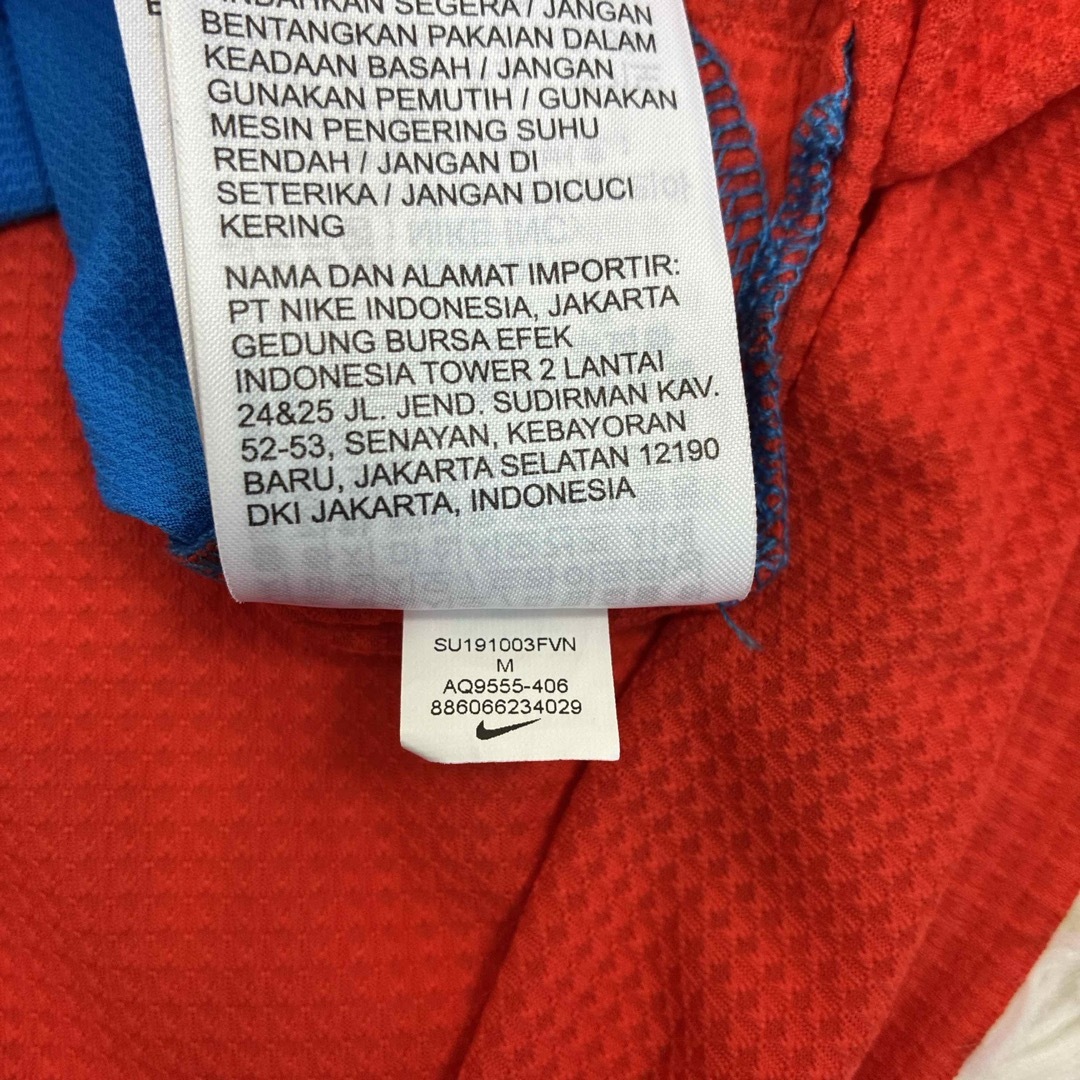 SEGERA / JANGAN
BENTANGKAN PAKAIAN DALAM
KEADAAN BASAH / JANGAN
GUNAKAN PEMUTIH / GUNAKAN
MESIN PENGERING SUHU
RENDAH / JANGAN DI
SETERIKA / JANGAN DICUCI
KERING
NAMA DAN ALAMAT IMPORTIR:
PT NIKE INDONESIA, JAKARTA
GEDUNG BURSA EFEK
INDONESIA TOWER 2 LANTAI
24&25 JL. JEND. SUDIRMAN KAV.
52-53, SENAYAN, KEBAYORAN
BARU, JAKARTA SELATAN 12190
DKI JAKARTA, INDONESIA
SU191003FVN
M
AQ9555-406
886066234029